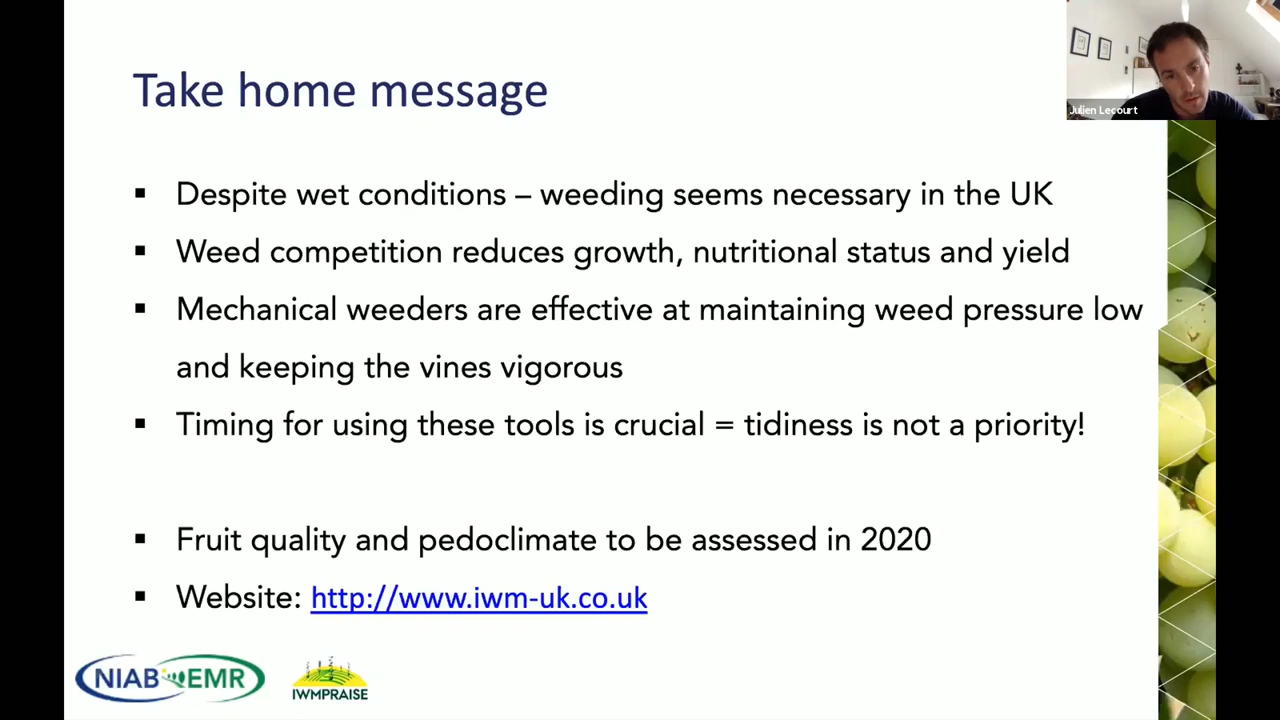 Take home message
Julien Lecourt
▪ Despite wet conditions – weeding seems necessary in the UK
▪ Weed competition reduces growth, nutritional status and yield
▪ Mechanical weeders are effective at maintaining weed pressure low
and keeping the vines vigorous
▪ Timing for using these tools is crucial = tidiness is not a priority!
▪ Fruit quality and pedoclimate to be assessed in 2020
▪ Website: http://www.iwm-uk.co.uk
NIAB EMR
IWMPRAISE